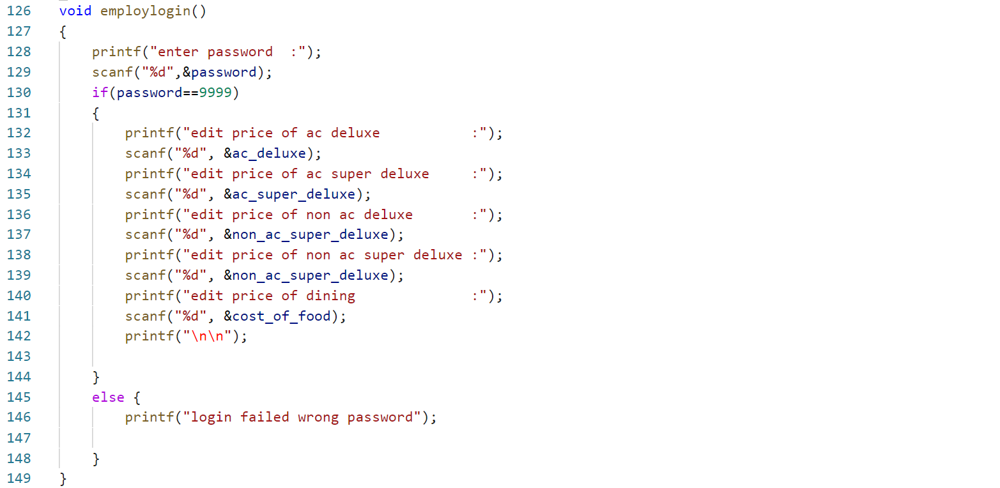 126 void employlogin()
127 {
128     printf("enter password  :");
129     scanf("%d",&password);
130     if(password==9999)
131     {
132         printf("edit price of ac deluxe           :");
133         scanf("%d", &ac_deluxe);
134         printf("edit price of ac super deluxe     :");
135         scanf("%d", &ac_super_deluxe);
136         printf("edit price of non ac deluxe       :");
137         scanf("%d", &non_ac_super_deluxe);
138         printf("edit price of non ac super deluxe :");
139         scanf("%d", &non_ac_super_deluxe);
140         printf("edit price of dining              :");
141         scanf("%d", &cost_of_food);
142         printf("\n\n");
143
144     }
145     else {
146         printf("login failed wrong password");
147
148     }
149 }